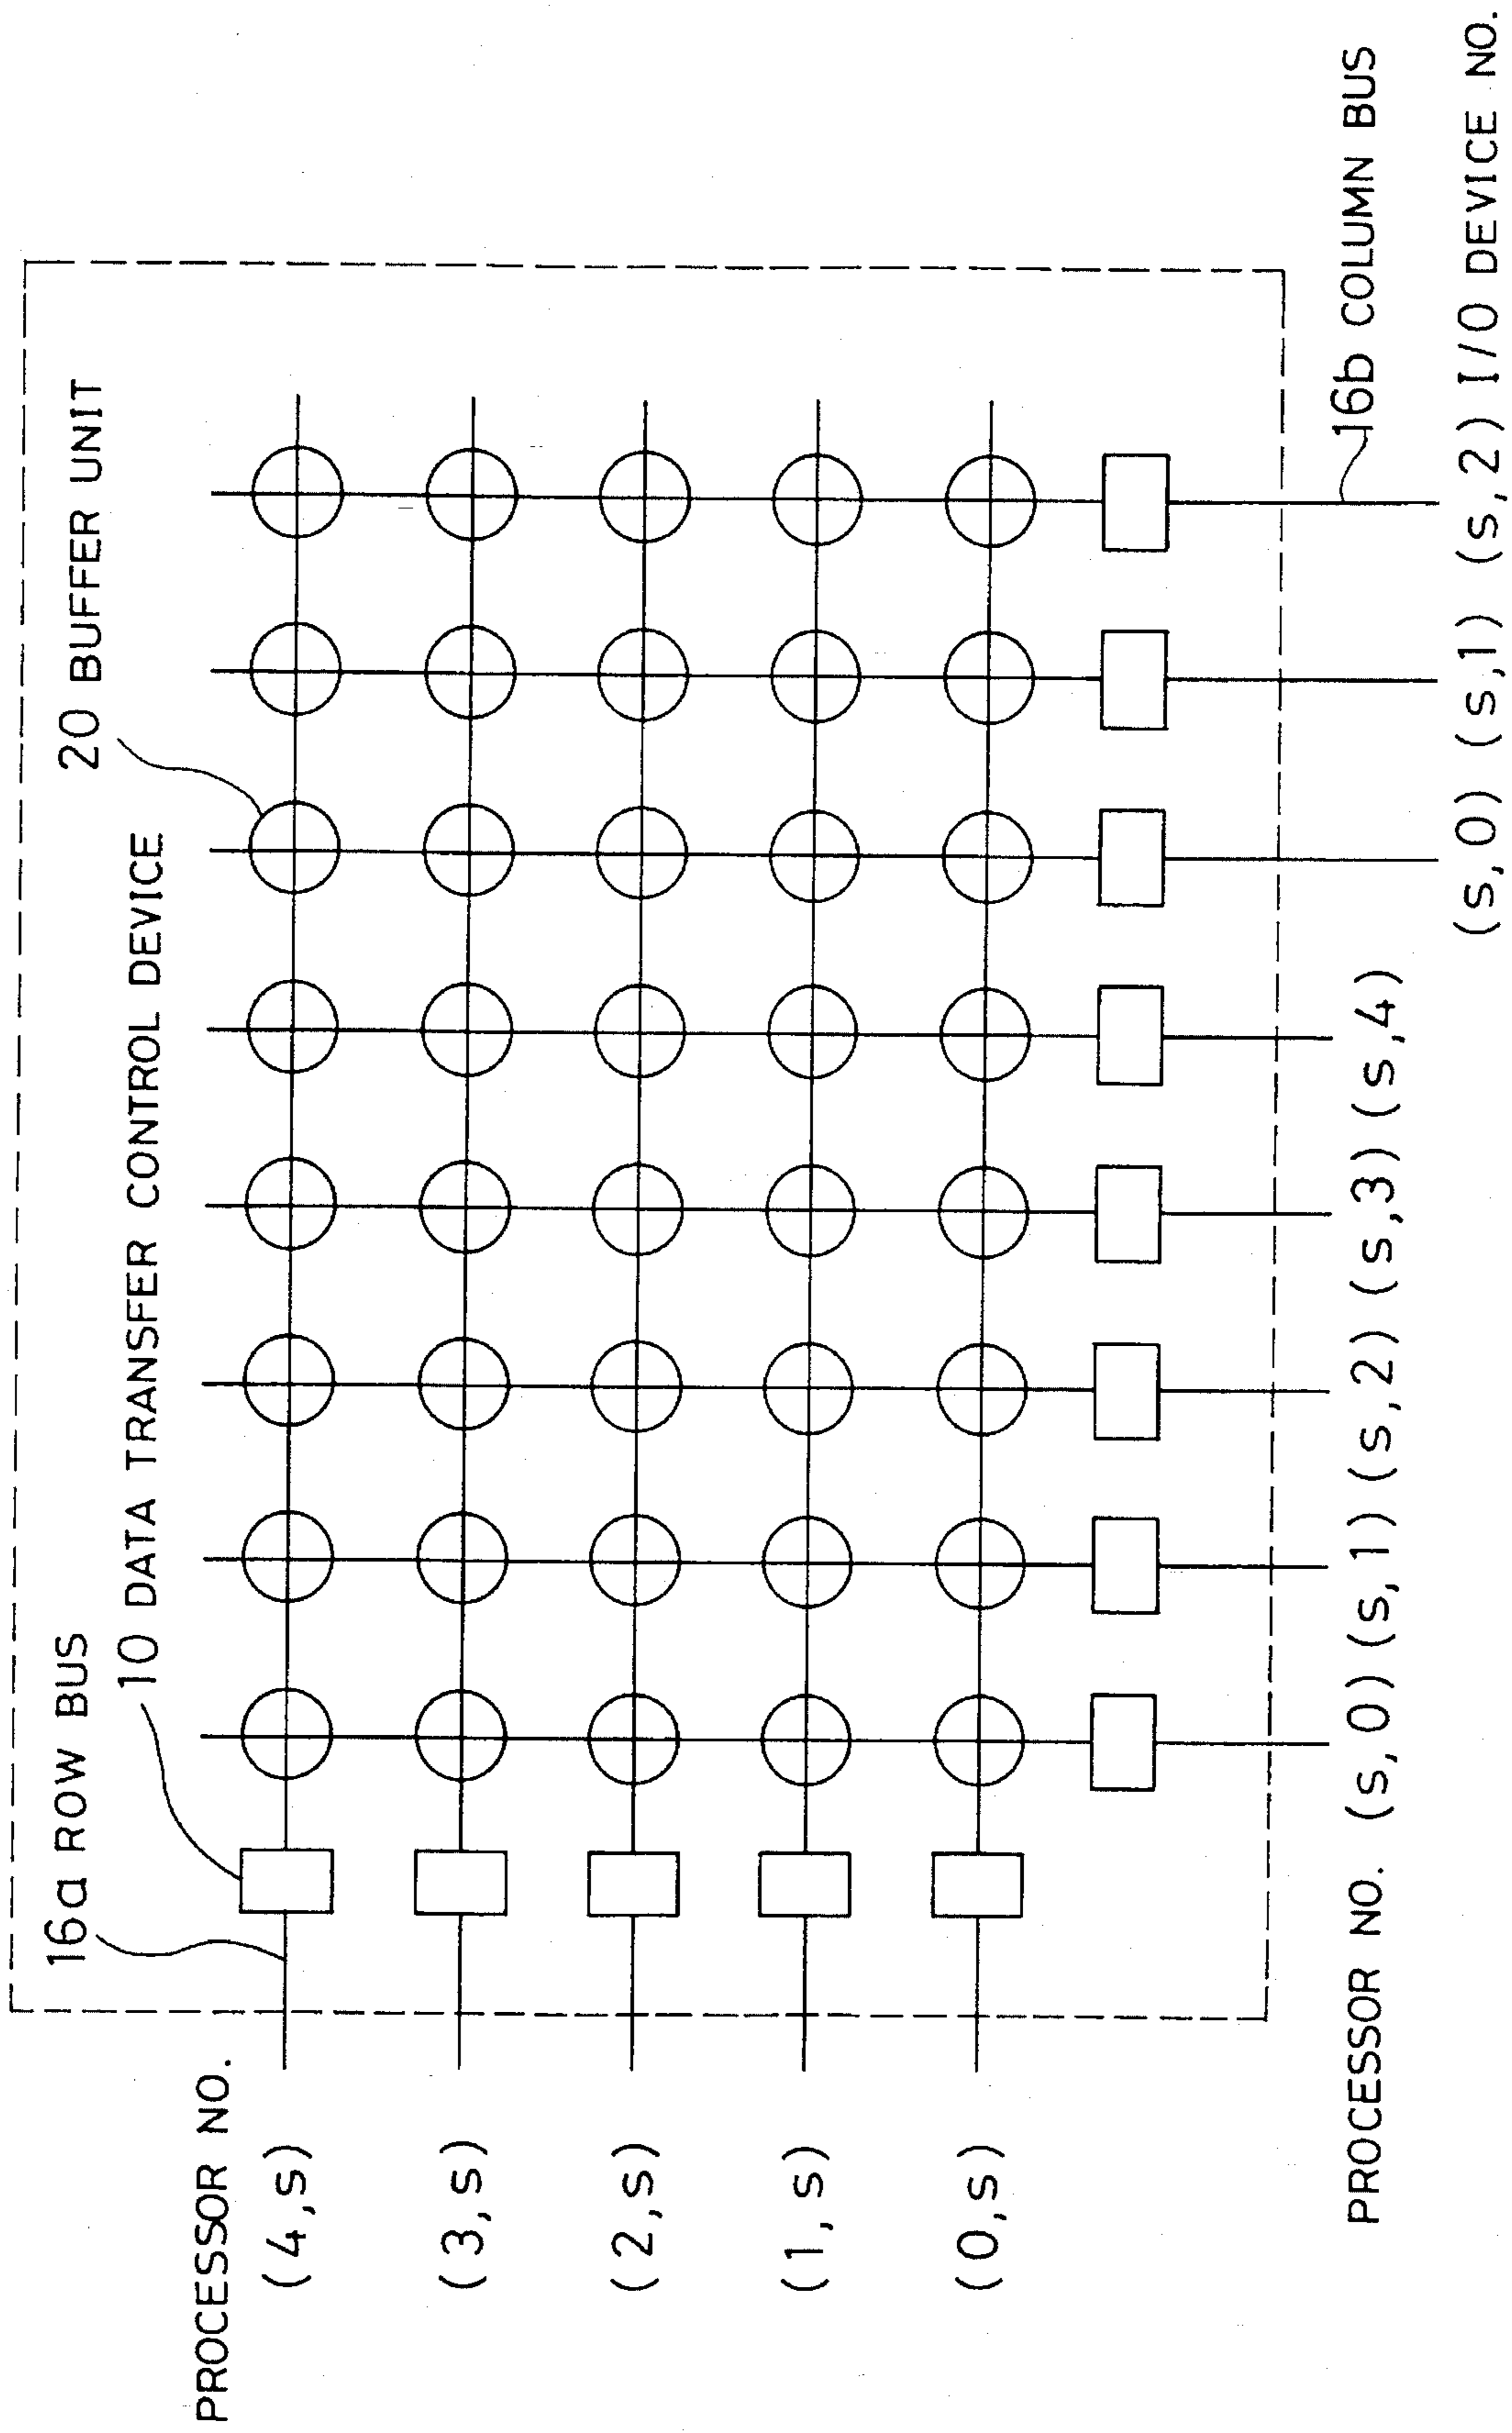 16a ROW BUS
10 DATA TRANSFER CONTROL DEVICE
20 BUFFER UNIT
PROCESSOR NO.
(4,s)
(3,s)
(2,s)
(1,s)
(0,s)
16b COLUMN BUS
PROCESSOR NO. (s,0) (s,1) (s,2) (s,3) (s,4)
(s,0) (s,1) (s,2) I/O DEVICE NO.